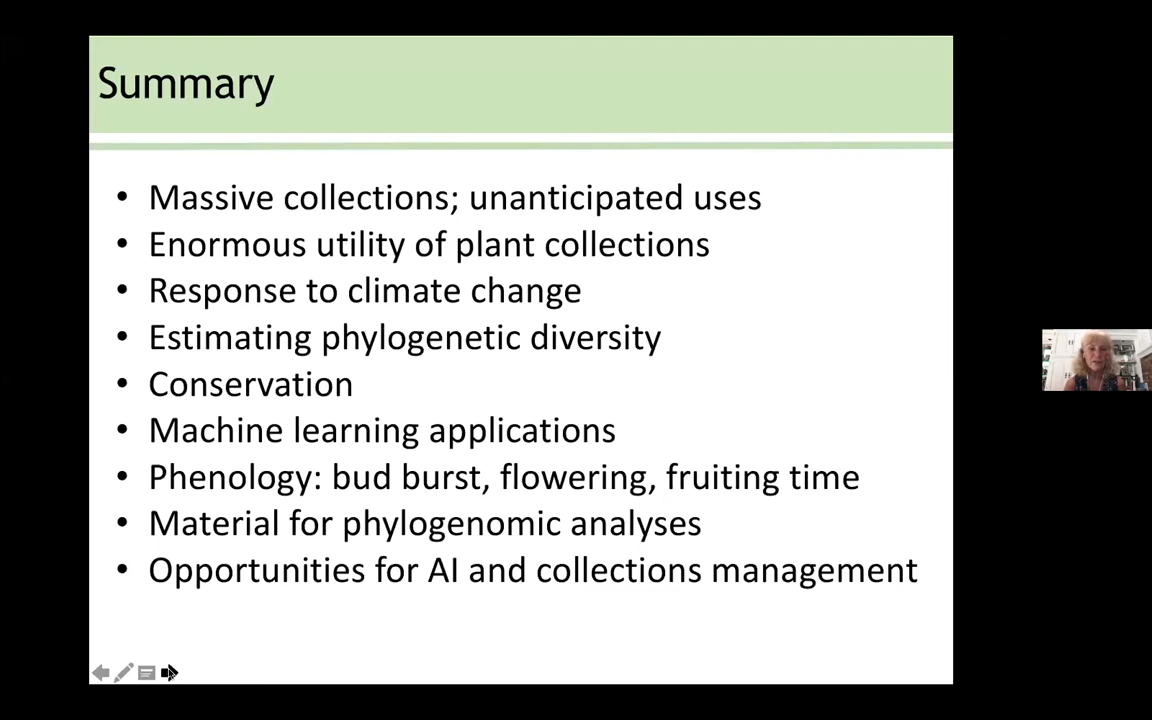 Summary
• Massive collections; unanticipated uses
• Enormous utility of plant collections
• Response to climate change
• Estimating phylogenetic diversity
• Conservation
• Machine learning applications
• Phenology: bud burst, flowering, fruiting time
• Material for phylogenomic analyses
• Opportunities for AI and collections management